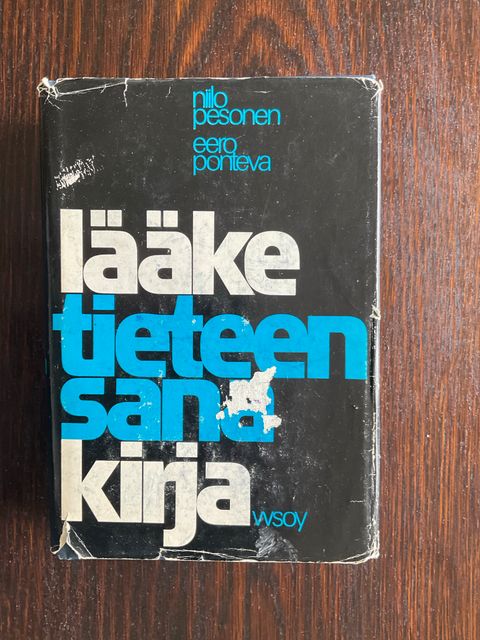 niilo
pesonen
eero
ponteva
lääke
tieteen
sana
kirja
wsoy